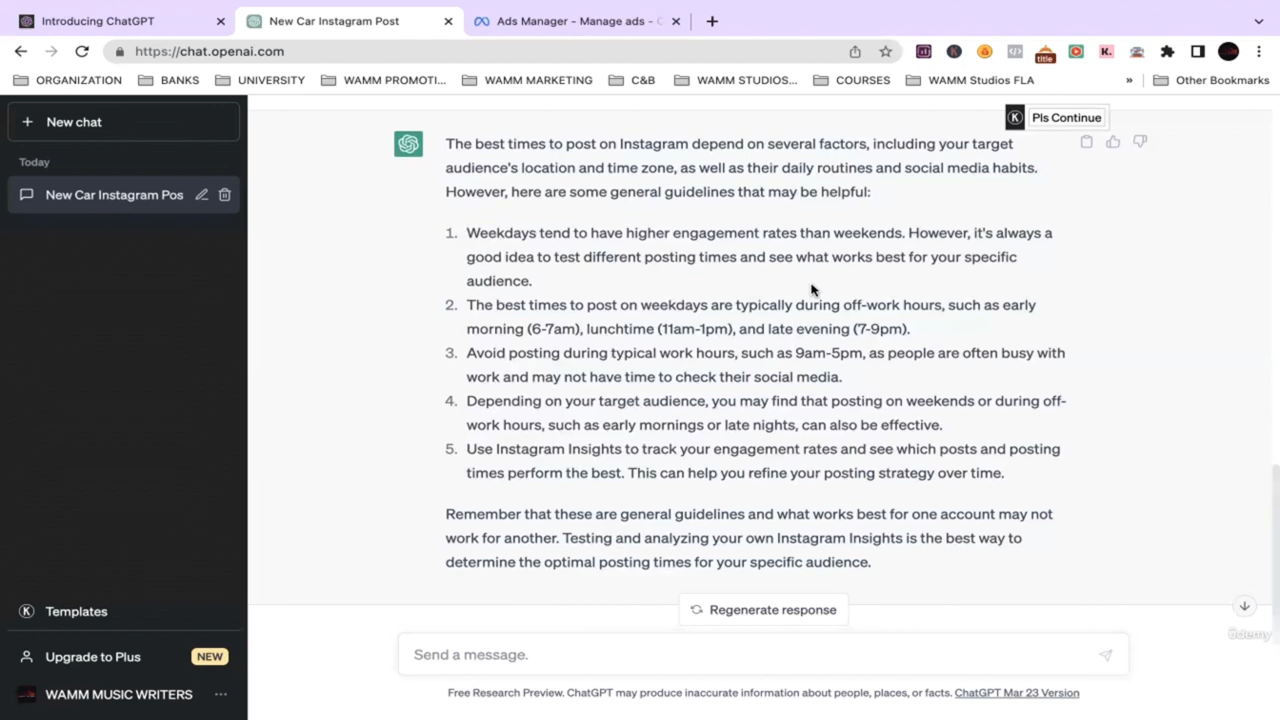 Introducing ChatGPT
New Car Instagram Post
Ads Manager - Manage ads -
https://chat.openai.com
title
K.
ORGANIZATION
BANKS
UNIVERSITY
WAMM PROMOTI...
WAMM MARKETING
C&B
WAMM STUDIOS...
COURSES
WAMM Studios FLA
»
Other Bookmarks
+ New chat
Today
New Car Instagram Pos
K Pls Continue
The best times to post on Instagram depend on several factors, including your target
audience's location and time zone, as well as their daily routines and social media habits.
However, here are some general guidelines that may be helpful:
1. Weekdays tend to have higher engagement rates than weekends. However, it's always a
good idea to test different posting times and see what works best for your specific
audience.
2. The best times to post on weekdays are typically during off-work hours, such as early
morning (6-7am), lunchtime (11am-1pm), and late evening (7-9pm).
3. Avoid posting during typical work hours, such as 9am-5pm, as people are often busy with
work and may not have time to check their social media.
4. Depending on your target audience, you may find that posting on weekends or during off-
work hours, such as early mornings or late nights, can also be effective.
5. Use Instagram Insights to track your engagement rates and see which posts and posting
times perform the best. This can help you refine your posting strategy over time.
Remember that these are general guidelines and what works best for one account may not
work for another. Testing and analyzing your own Instagram Insights is the best way to
determine the optimal posting times for your specific audience.
Regenerate response
Send a message.
Free Research Preview. ChatGPT may produce inaccurate information about people, places, or facts. ChatGPT Mar 23 Version
K Templates
Upgrade to Plus NEW
WAMM MUSIC WRITERS ...
ûdemy